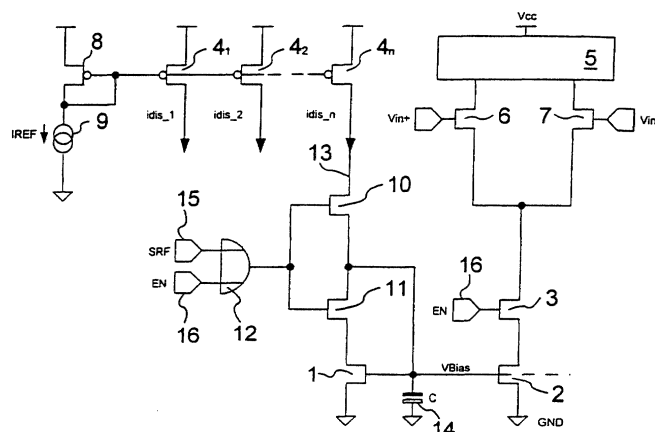 Vcc
8
4₁
4₂
4n
5
IREF
9
idis_1
idis_2
idis_n
Vin+
6
7
Vin
13
10
15
SRF
EN
16
12
11
16
EN
3
1
VBias
2
C
14
GND